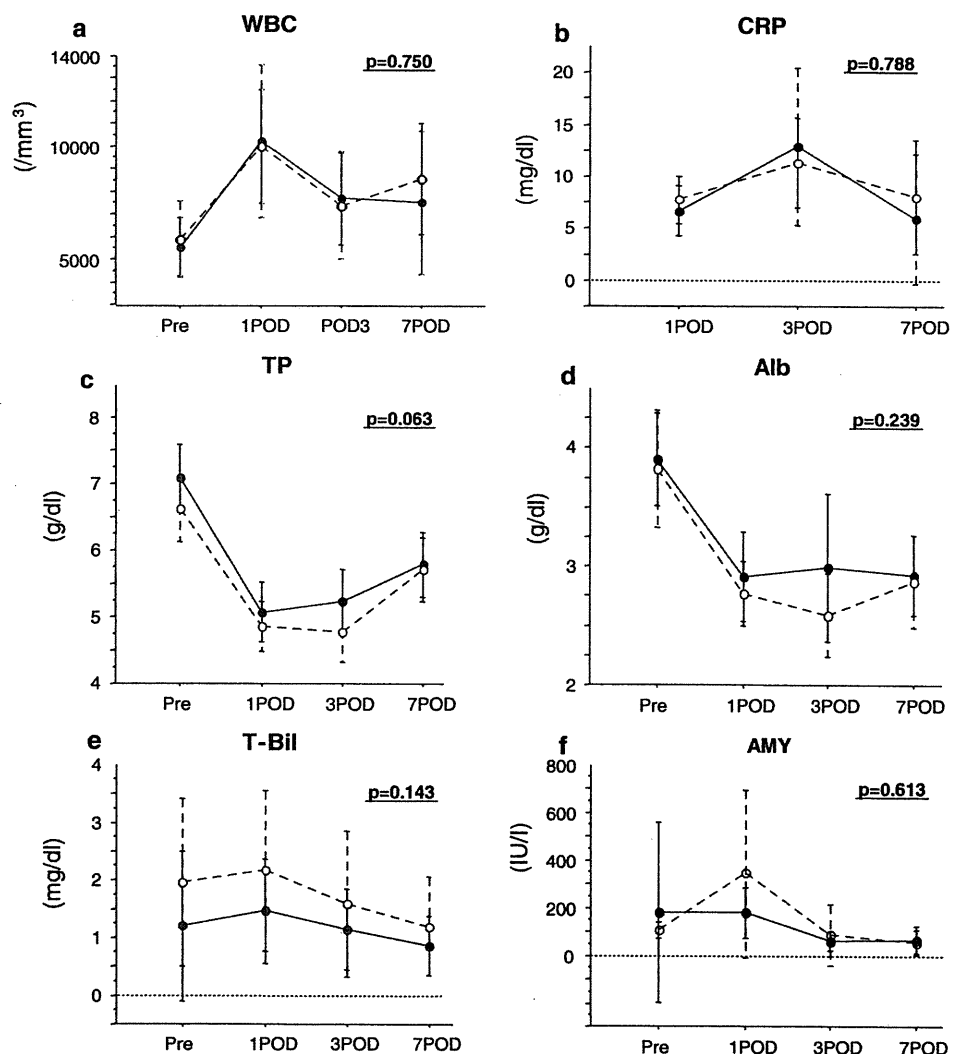 a WBC
14000
10000
5000
(/mm³)
p=0.750
Pre 1POD POD3 7POD
b CRP
20
15
10
5
0
(mg/dl)
p=0.788
1POD 3POD 7POD
c TP
8
7
6
5
4
(g/dl)
p=0.063
Pre 1POD 3POD 7POD
d Alb
4
3
2
(g/dl)
p=0.239
Pre 1POD 3POD 7POD
e T-Bil
4
3
2
1
0
(mg/dl)
p=0.143
Pre 1POD 3POD 7POD
f AMY
800
600
400
200
0
(IU/l)
p=0.613
Pre 1POD 3POD 7POD